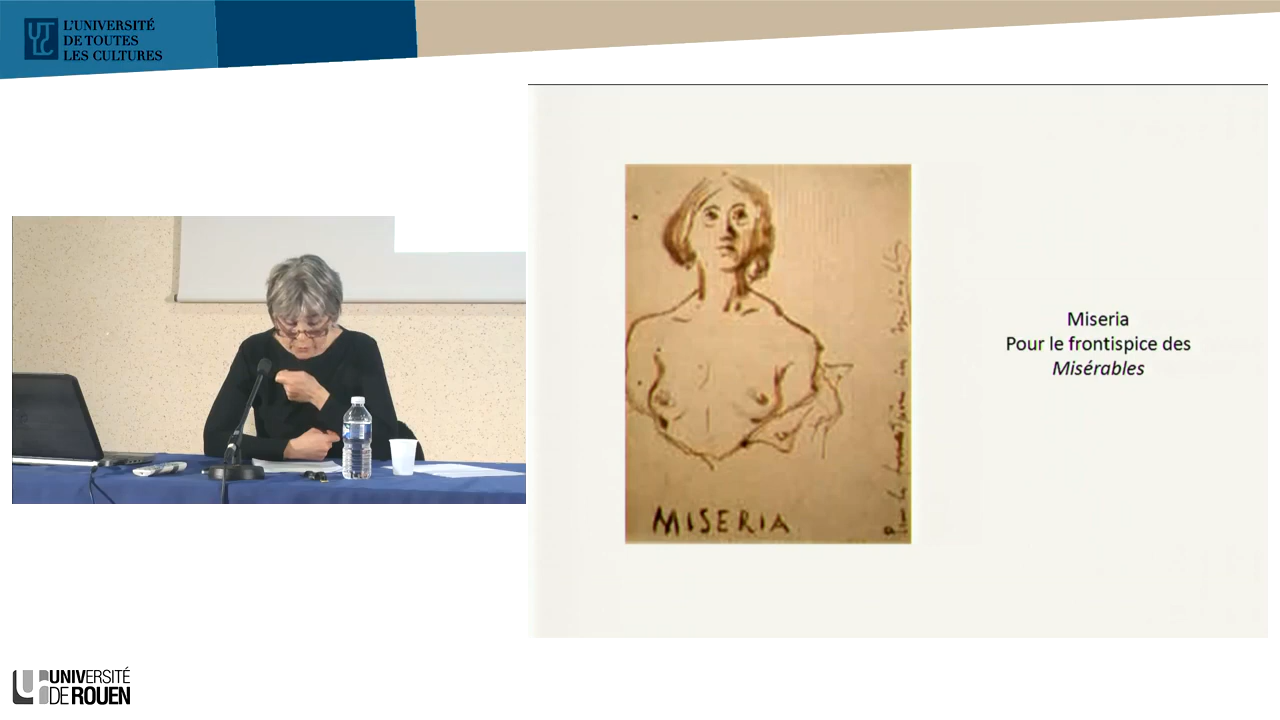 L'UNIVERSITÉ
DE TOUTES
LES CULTURES
MISERIA
Miseria
Pour le frontispice des
Misérables
UNIVERSITÉ
DE ROUEN